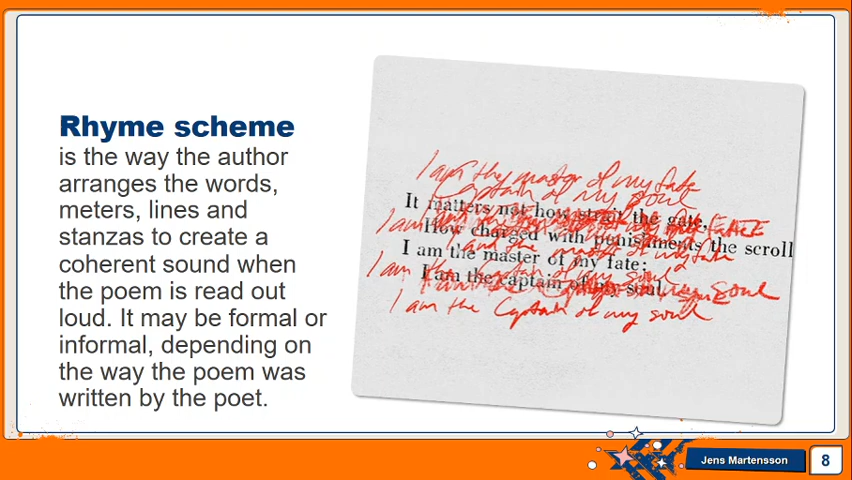 Rhyme scheme
is the way the author
arranges the words,
meters, lines and
stanzas to create a
coherent sound when
the poem is read out
loud. It may be formal or
informal, depending on
the way the poem was
written by the poet.
I am the master of my fate
Captain of my soul
It matters not how strait the gate,
How charged with punishments the scroll
I am the master of my fate:
I am the captain of my soul.
I am the Captain of my soul
Jens Martensson
8